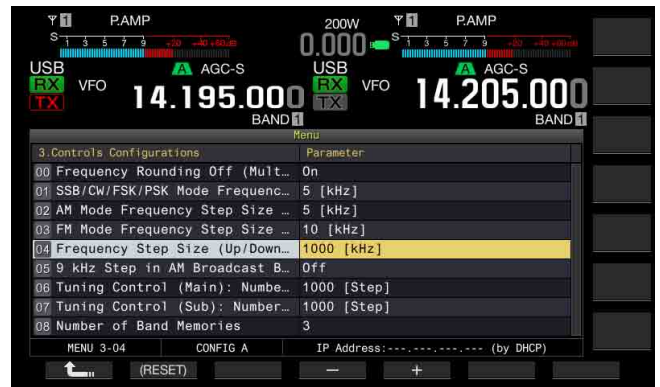 1 P.AMP 200W 1 P.AMP
S 1 3 5 7 9 +20 +40 +60dB 0.000 S 1 3 5 7 9 +20 +40 +60dB
USB A AGC-S USB A AGC-S
RX VFO 14.195.000 RX VFO 14.205.000
TX TX
BAND 1 BAND 1
Menu
3.Controls Configurations Parameter
00 Frequency Rounding Off (Mult… On
01 SSB/CW/FSK/PSK Mode Frequenc… 5 [kHz]
02 AM Mode Frequency Step Size … 5 [kHz]
03 FM Mode Frequency Step Size … 10 [kHz]
04 Frequency Step Size (Up/Down… 1000 [kHz]
05 9 kHz Step in AM Broadcast B… Off
06 Tuning Control (Main): Numbe… 1000 [Step]
07 Tuning Control (Sub): Number… 1000 [Step]
08 Number of Band Memories 3
MENU 3-04 CONFIG A IP Address:---.---.---.--- (by DHCP)
(RESET) － +